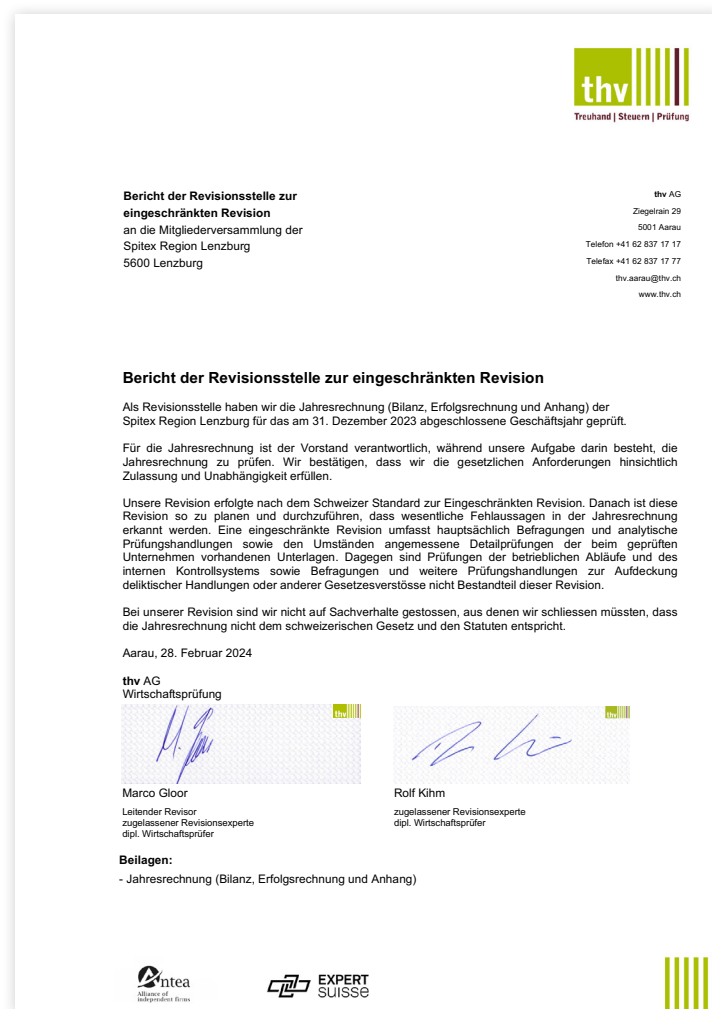 thv
Treuhand | Steuern | Prüfung
Bericht der Revisionsstelle zur
eingeschränkten Revision
an die Mitgliederversammlung der
Spitex Region Lenzburg
5600 Lenzburg
thv AG
Ziegelrain 29
5001 Aarau
Telefon +41 62 837 17 17
Telefax +41 62 837 17 77
thv.aarau@thv.ch
www.thv.ch
Bericht der Revisionsstelle zur eingeschränkten Revision
Als Revisionsstelle haben wir die Jahresrechnung (Bilanz, Erfolgsrechnung und Anhang) der
Spitex Region Lenzburg für das am 31. Dezember 2023 abgeschlossene Geschäftsjahr geprüft.
Für die Jahresrechnung ist der Vorstand verantwortlich, während unsere Aufgabe darin besteht, die
Jahresrechnung zu prüfen. Wir bestätigen, dass wir die gesetzlichen Anforderungen hinsichtlich
Zulassung und Unabhängigkeit erfüllen.
Unsere Revision erfolgte nach dem Schweizer Standard zur Eingeschränkten Revision. Danach ist diese
Revision so zu planen und durchzuführen, dass wesentliche Fehlaussagen in der Jahresrechnung
erkannt werden. Eine eingeschränkte Revision umfasst hauptsächlich Befragungen und analytische
Prüfungshandlungen sowie den Umständen angemessene Detailprüfungen der beim geprüften
Unternehmen vorhandenen Unterlagen. Dagegen sind Prüfungen der betrieblichen Abläufe und des
internen Kontrollsystems sowie Befragungen und weitere Prüfungshandlungen zur Aufdeckung
deliktischer Handlungen oder anderer Gesetzesverstösse nicht Bestandteil dieser Revision.
Bei unserer Revision sind wir nicht auf Sachverhalte gestossen, aus denen wir schliessen müssten, dass
die Jahresrechnung nicht dem schweizerischen Gesetz und den Statuten entspricht.
Aarau, 28. Februar 2024
thv AG
Wirtschaftsprüfung
thv
thv
Marco Gloor
Rolf Kihm
Leitender Revisor
zugelassener Revisionsexperte
dipl. Wirtschaftsprüfer
zugelassener Revisionsexperte
dipl. Wirtschaftsprüfer
Beilagen:
- Jahresrechnung (Bilanz, Erfolgsrechnung und Anhang)
Antea
Alliance of
independent firms
EXPERT
SUISSE